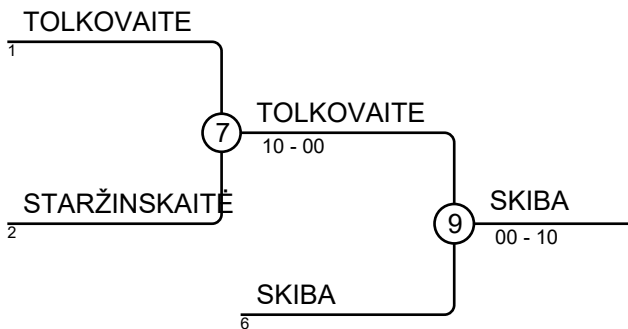 TOLKOVAITE
1
7
TOLKOVAITE
10 - 00
STARŽINSKAITĖ
2
9
SKIBA
00 - 10
SKIBA
6